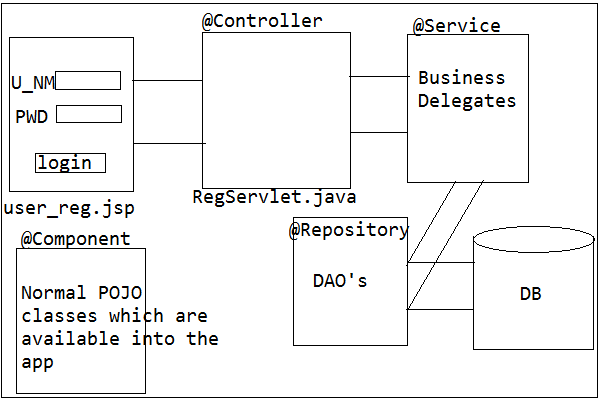 @Controller
@Service
U_NM
PWD
login
Business
Delegates
user_reg.jsp
RegServlet.java
@Component
@Repository
Normal POJO
classes which are
available into the
app
DAO's
DB